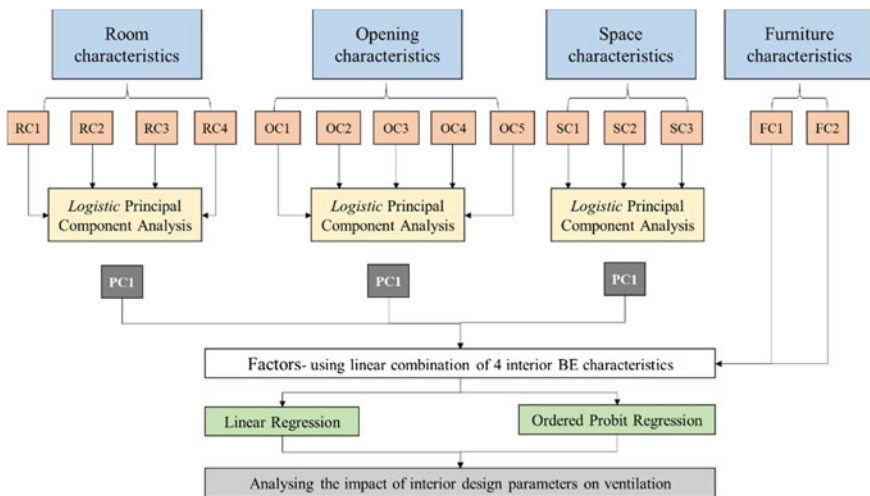 Room
characteristics
Opening
characteristics
Space
characteristics
Furniture
characteristics
RC1 RC2 RC3 RC4 OC1 OC2 OC3 OC4 OC5 SC1 SC2 SC3 FC1 FC2
Logistic Principal
Component Analysis
Logistic Principal
Component Analysis
Logistic Principal
Component Analysis
PC1 PC1 PC1
Factors- using linear combination of 4 interior BE characteristics
Linear Regression
Ordered Probit Regression
Analysing the impact of interior design parameters on ventilation